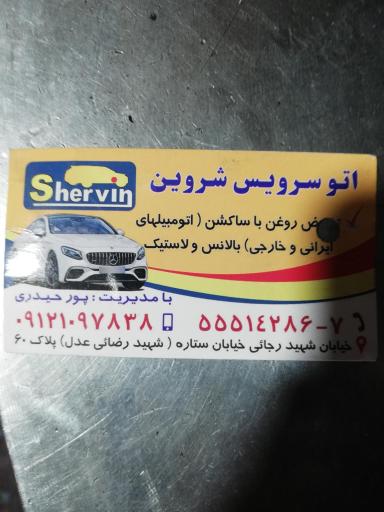 Shervin
اتو سرویس شروین
تعویض روغن با ساکشن ( اتومبیلهای
ایرانی و خارجی) بالانس و لاستیک
با مدیریت : پور حیدری
۵۵۵۱۴۲۸۶-۷
۰۹۱۲۱۰۹۷۸۳۸
خیابان شهید رجائی خیابان ستاره ( شهید رضائی عدل) پلاک ۶۰